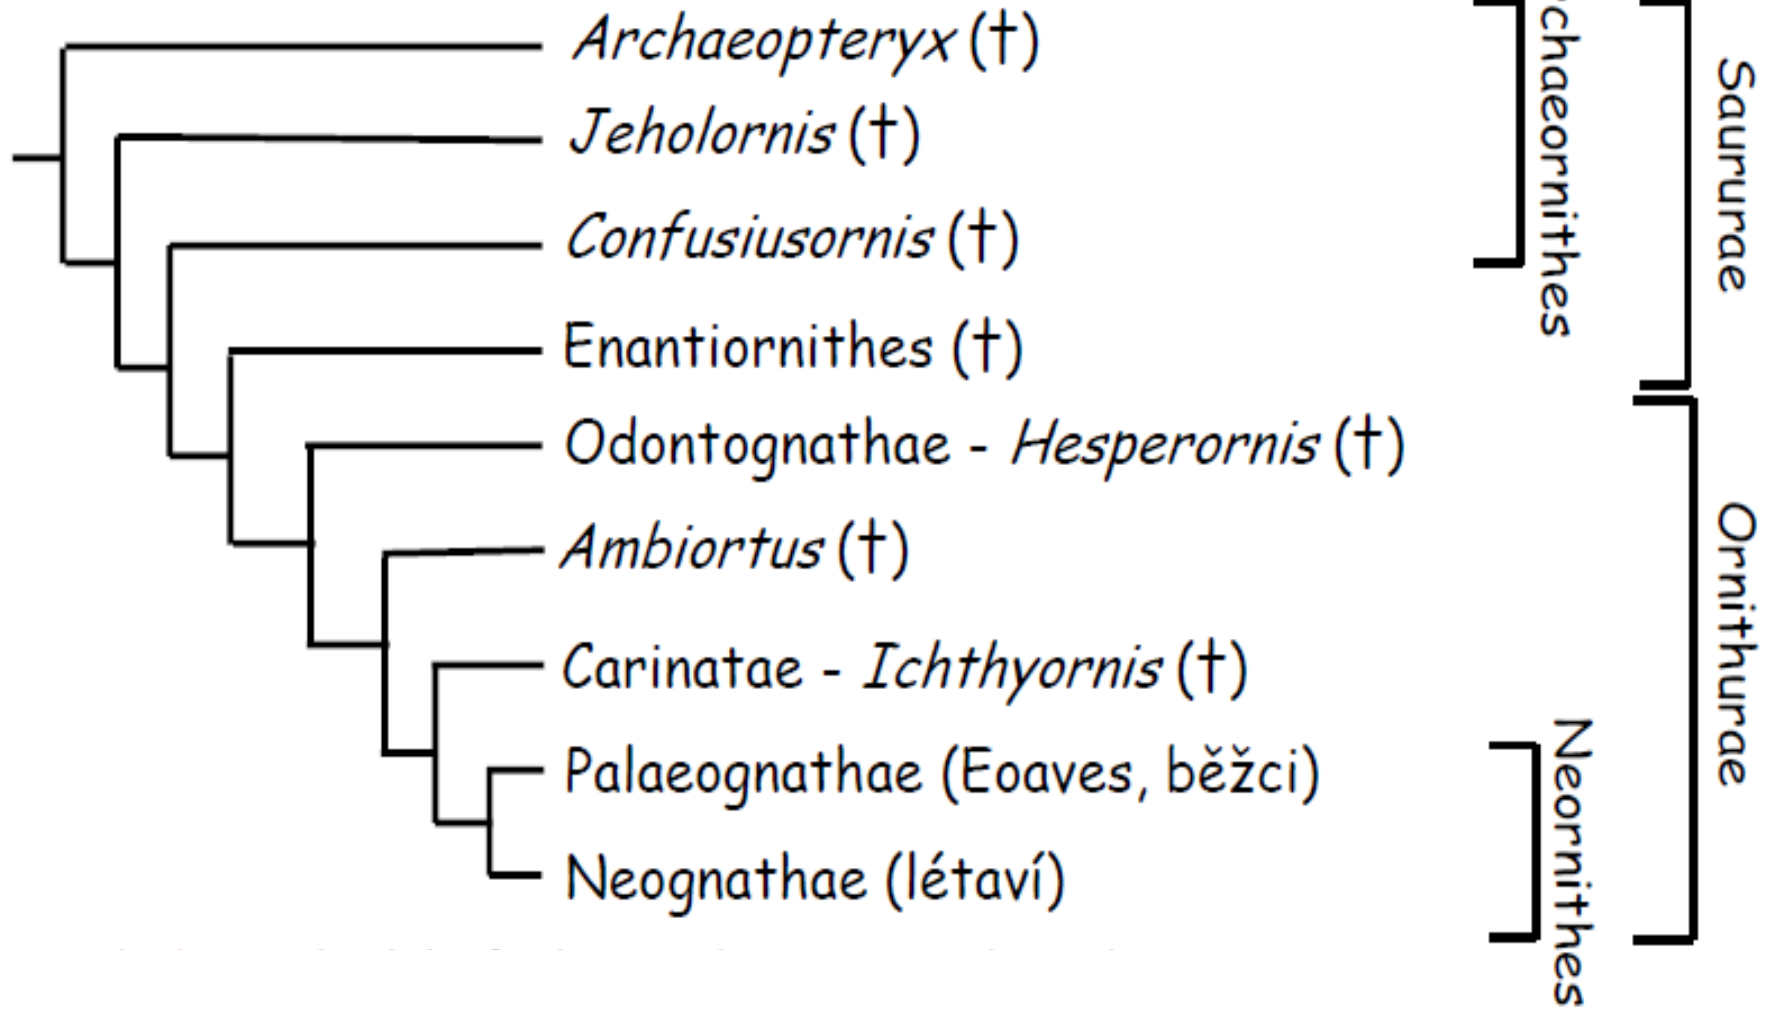 Archaeopteryx (†)
Jeholornis (†)
Confusiusornis (†)
Enantiornithes (†)
Odontognathae - Hesperornis (†)
Ambiortus (†)
Carinatae - Ichthyornis (†)
Palaeognathae (Eoaves, běžci)
Neognathae (létaví)
chaeornithes
Saururae
Neornithes
Ornithurae